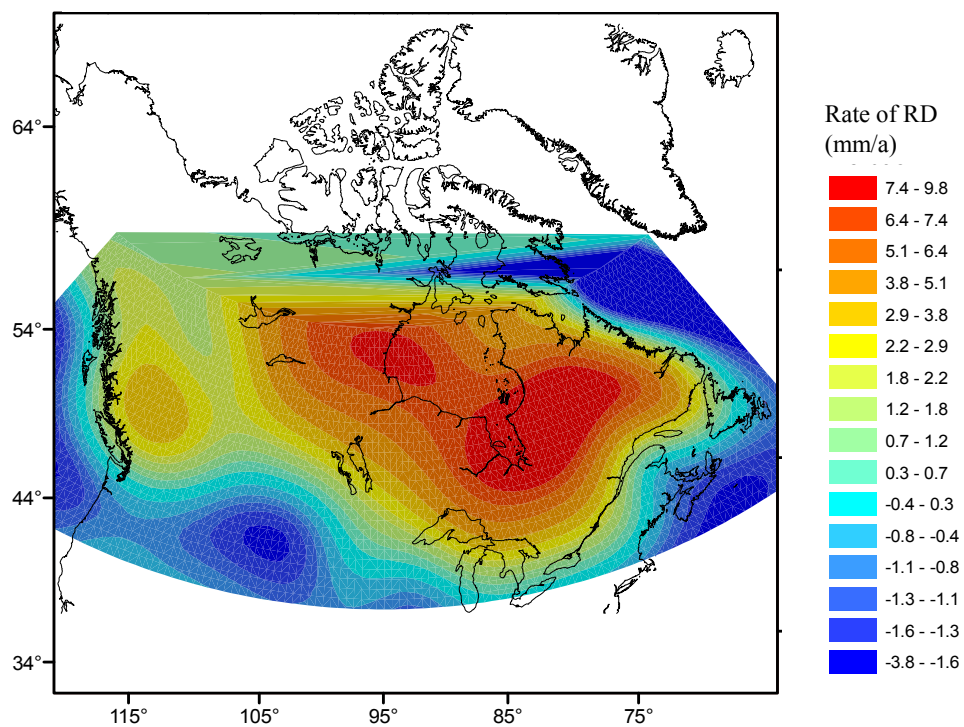 64°
54°
44°
34°
115°
105°
95°
85°
75°
Rate of RD
(mm/a)
7.4 - 9.8
6.4 - 7.4
5.1 - 6.4
3.8 - 5.1
2.9 - 3.8
2.2 - 2.9
1.8 - 2.2
1.2 - 1.8
0.7 - 1.2
0.3 - 0.7
-0.4 - 0.3
-0.8 - -0.4
-1.1 - -0.8
-1.3 - -1.1
-1.6 - -1.3
-3.8 - -1.6